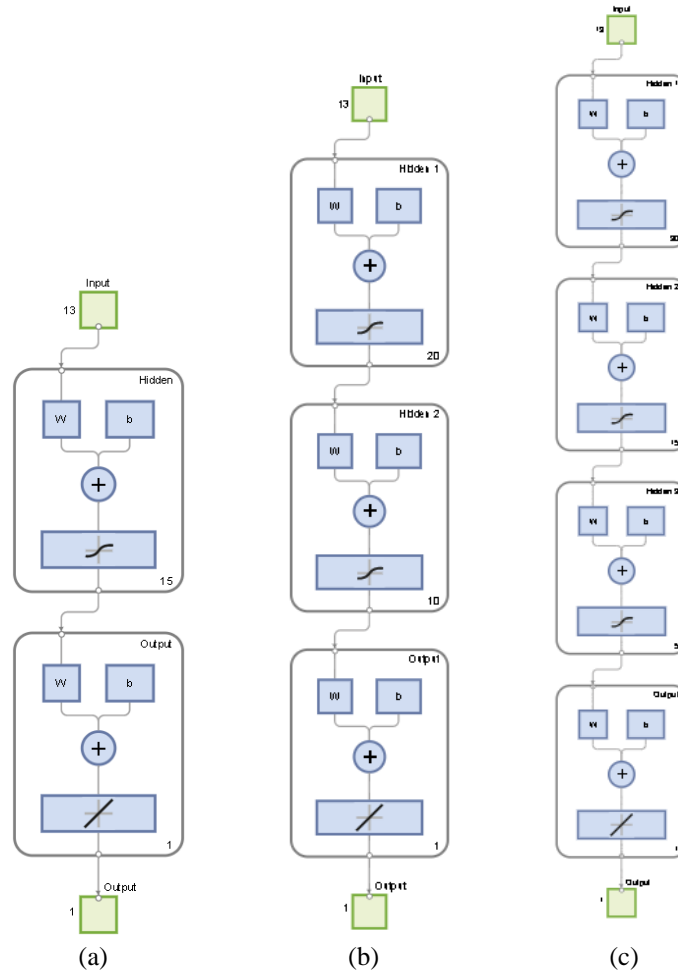 Input
13
Hidden
W
b
+
15
Output
W
b
+
1
Output
1
(a)
Input
13
Hidden 1
W
b
+
20
Hidden 2
W
b
+
10
Output
W
b
+
1
Output
1
(b)
Input
Hidden
W
b
+
Hidden 2
W
b
+
15
Hidden
W
b
+
Output
W
b
+
Output
1
(c)